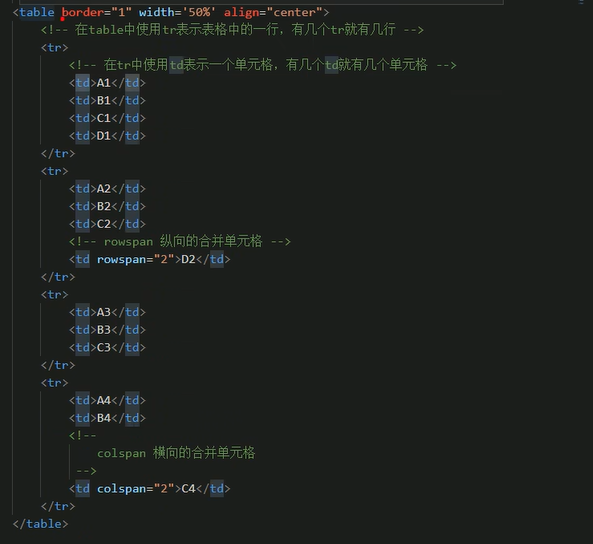 <table border="1" width='50%' align="center">
<!-- 在table中使用tr表示表格中的一行，有几个tr就有几行 -->
<tr>
<!-- 在tr中使用td表示一个单元格，有几个td就有几个单元格 -->
<td>A1</td>
<td>B1</td>
<td>C1</td>
<td>D1</td>
</tr>
<tr>
<td>A2</td>
<td>B2</td>
<td>C2</td>
<!-- rowspan 纵向的合并单元格 -->
<td rowspan="2">D2</td>
</tr>
<tr>
<td>A3</td>
<td>B3</td>
<td>C3</td>
</tr>
<tr>
<td>A4</td>
<td>B4</td>
<!--
colspan 横向的合并单元格
-->
<td colspan="2">C4</td>
</tr>
</table>